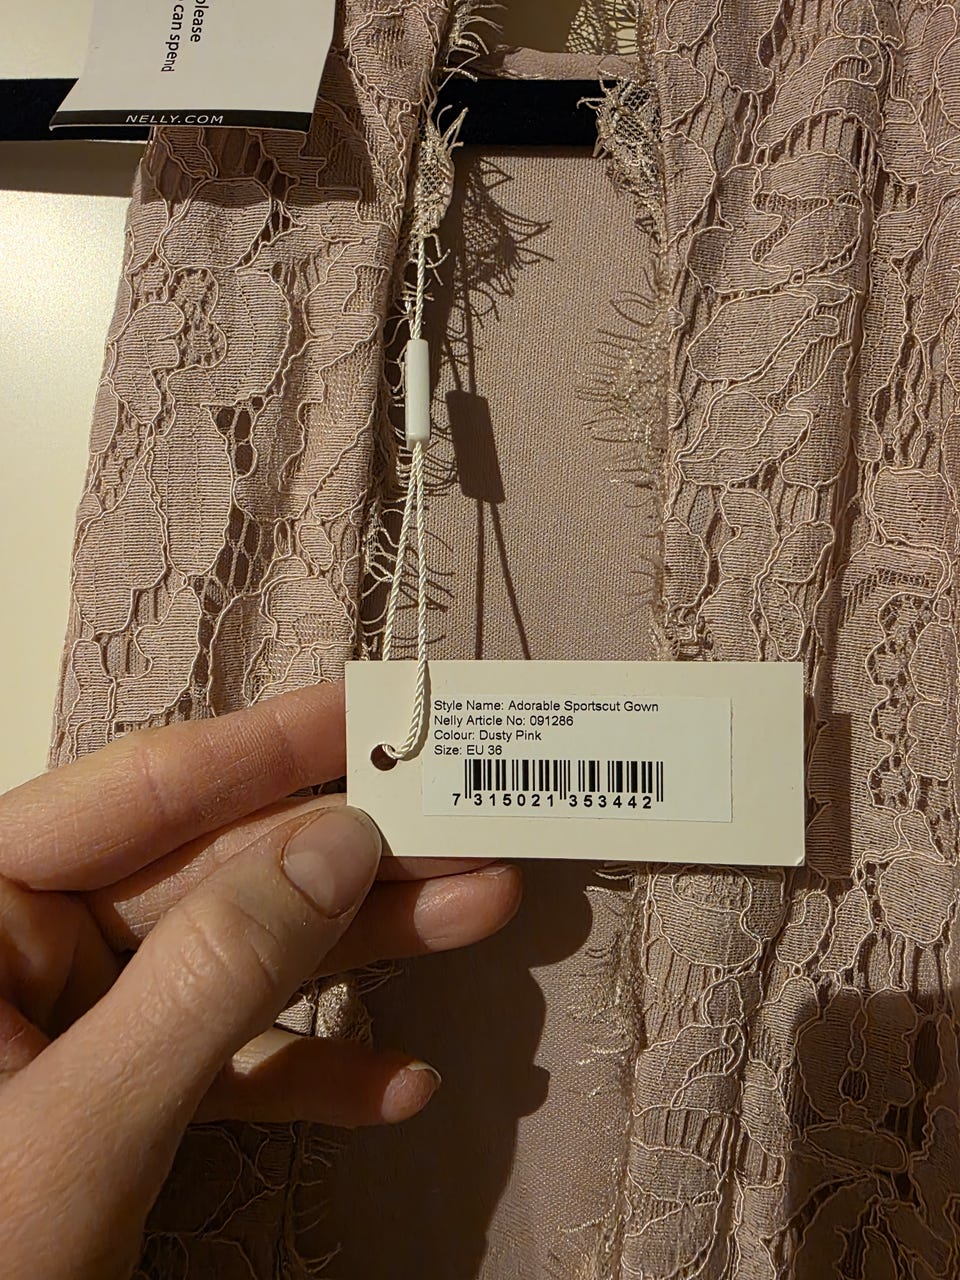 please
can spend
NELLY.COM
Style Name: Adorable Sportscut Gown
Nelly Article No: 091286
Colour: Dusty Pink
Size: EU 36
7 315021 353442